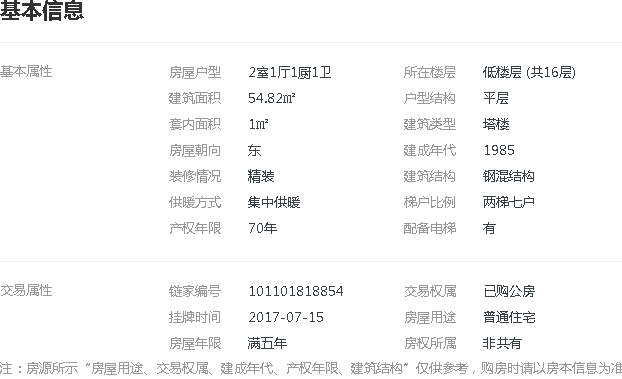 基本信息
基本属性 房屋户型 2室1厅1厨1卫 所在楼层 低楼层 (共16层)
建筑面积 54.82㎡ 户型结构 平层
套内面积 1㎡ 建筑类型 塔楼
房屋朝向 东 建成年代 1985
装修情况 精装 建筑结构 钢混结构
供暖方式 集中供暖 梯户比例 两梯七户
产权年限 70年 配备电梯 有
交易属性 链家编号 101101818854 交易权属 已购公房
挂牌时间 2017-07-15 房屋用途 普通住宅
房屋年限 满五年 房权所属 非共有
注：房源所示“房屋用途、交易权属、建成年代、产权年限、建筑结构”仅供参考，购房时请以房本信息为准